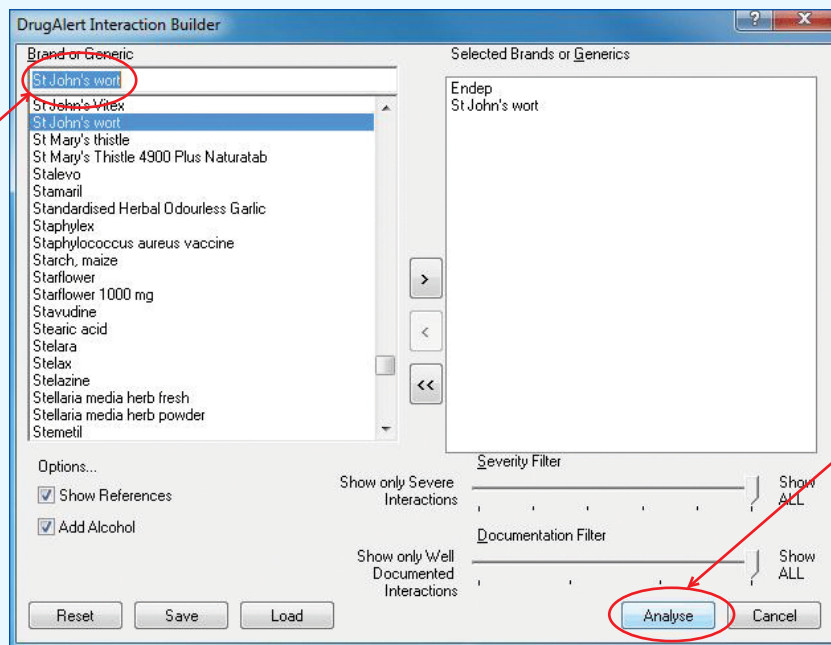 DrugAlert Interaction Builder
Brand or Generic
St John's wort
St John's Vitex
St John's wort
St Mary's thistle
St Mary's Thistle 4900 Plus Naturatab
Stalevo
Stamaril
Standardised Herbal Odourless Garlic
Staphylex
Staphylococcus aureus vaccine
Starch, maize
Starflower
Starflower 1000 mg
Stavudine
Stearic acid
Stelara
Stelax
Stelazine
Stellaria media herb fresh
Stellaria media herb powder
Stemetil
>
<
<<
Selected Brands or Generics
Endep
St John's wort
Options...
Show References
Add Alcohol
Severity Filter
Show only Severe
Interactions
Show
ALL
Documentation Filter
Show only Well
Documented
Interactions
Show
ALL
Reset
Save
Load
Analyse
Cancel